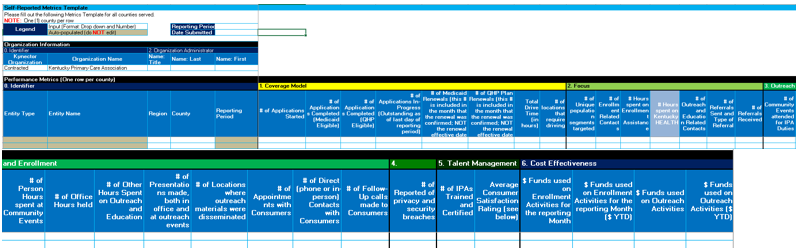 Self-Reported Metrics Template
Please fill out the following Metrics Template for all counties served.
NOTE: One (1) county per row
Legend
Input (Format: Drop down and Number)
Auto-populated (do NOT edit)
Reporting Period
Date Submitted
Organization Information
0. Identifier
2. Organization Administrator
Kynector Organization
Organization Name
Name: Title
Name: Last
Name: First
Contracted
Kentucky Primary Care Association
Performance Metrics (One row per county)
0. Identifier
1. Coverage Model
2. Focus
3. Outreach
Entity Type
Entity Name
Region
County
Reporting Period
# of Applications Started
# of Applications Completed (Medicaid Eligible)
# of Applications Completed (QHP Eligible)
# of Applications In-Progress (Outstanding as of last day of reporting period)
# of Medicaid Renewals (this # is included in the month that the renewal was confirmed; NOT the renewal effective date
# of QHP Plan Renewals (this # is included in the month that the renewal was confirmed; NOT the renewal effective date
Total Drive Time (in hours)
# of locations that require driving
# of Unique population segments targeted
# of Enrollment Related Contacts
# Hours spent on Enrollment Assistance
# Hours spent on Kentucky HEALTH
# of Outreach and Education Related Contacts
# of Referrals Sent and Type of Referral
# of Referrals Received
# of Community Events attended for IPA Duties
and Enrollment
4.
5. Talent Management
6. Cost Effectiveness
# of Person Hours spent at Community Events
# of Office Hours held
# of Other Hours Spent on Outreach and Education
# of Presentations made, both in office and at outreach events
# of Locations where outreach materials were disseminated
# of Appointments with Consumers
# of Direct (phone or in-person) Contacts with Consumers
# of Follow-Up calls made to Consumers
# of Reported privacy and security breaches
# of IPAs Trained and Certified
Average Consumer Satisfaction Rating (see below)
$ Funds used on Enrollment Activities for the reporting Month
$ Funds used on Enrollment Activities for the reporting Month ($ YTD)
$ Funds used on Outreach Activities
$ Funds used on Outreach Activities ($ YTD)